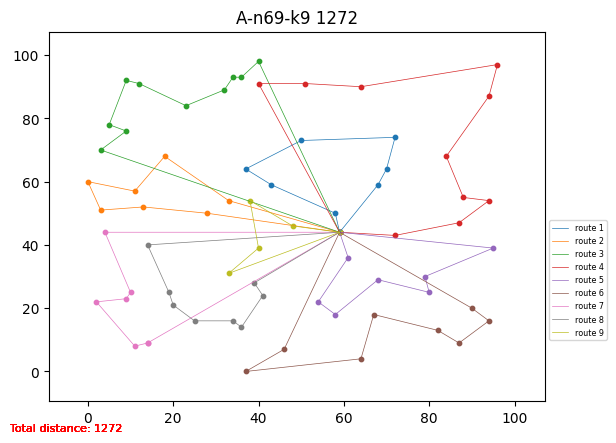 A-n69-k9 1272
100
80
60
40
20
0
0 20 40 60 80 100
route 1
route 2
route 3
route 4
route 5
route 6
route 7
route 8
route 9
Total distance: 1272